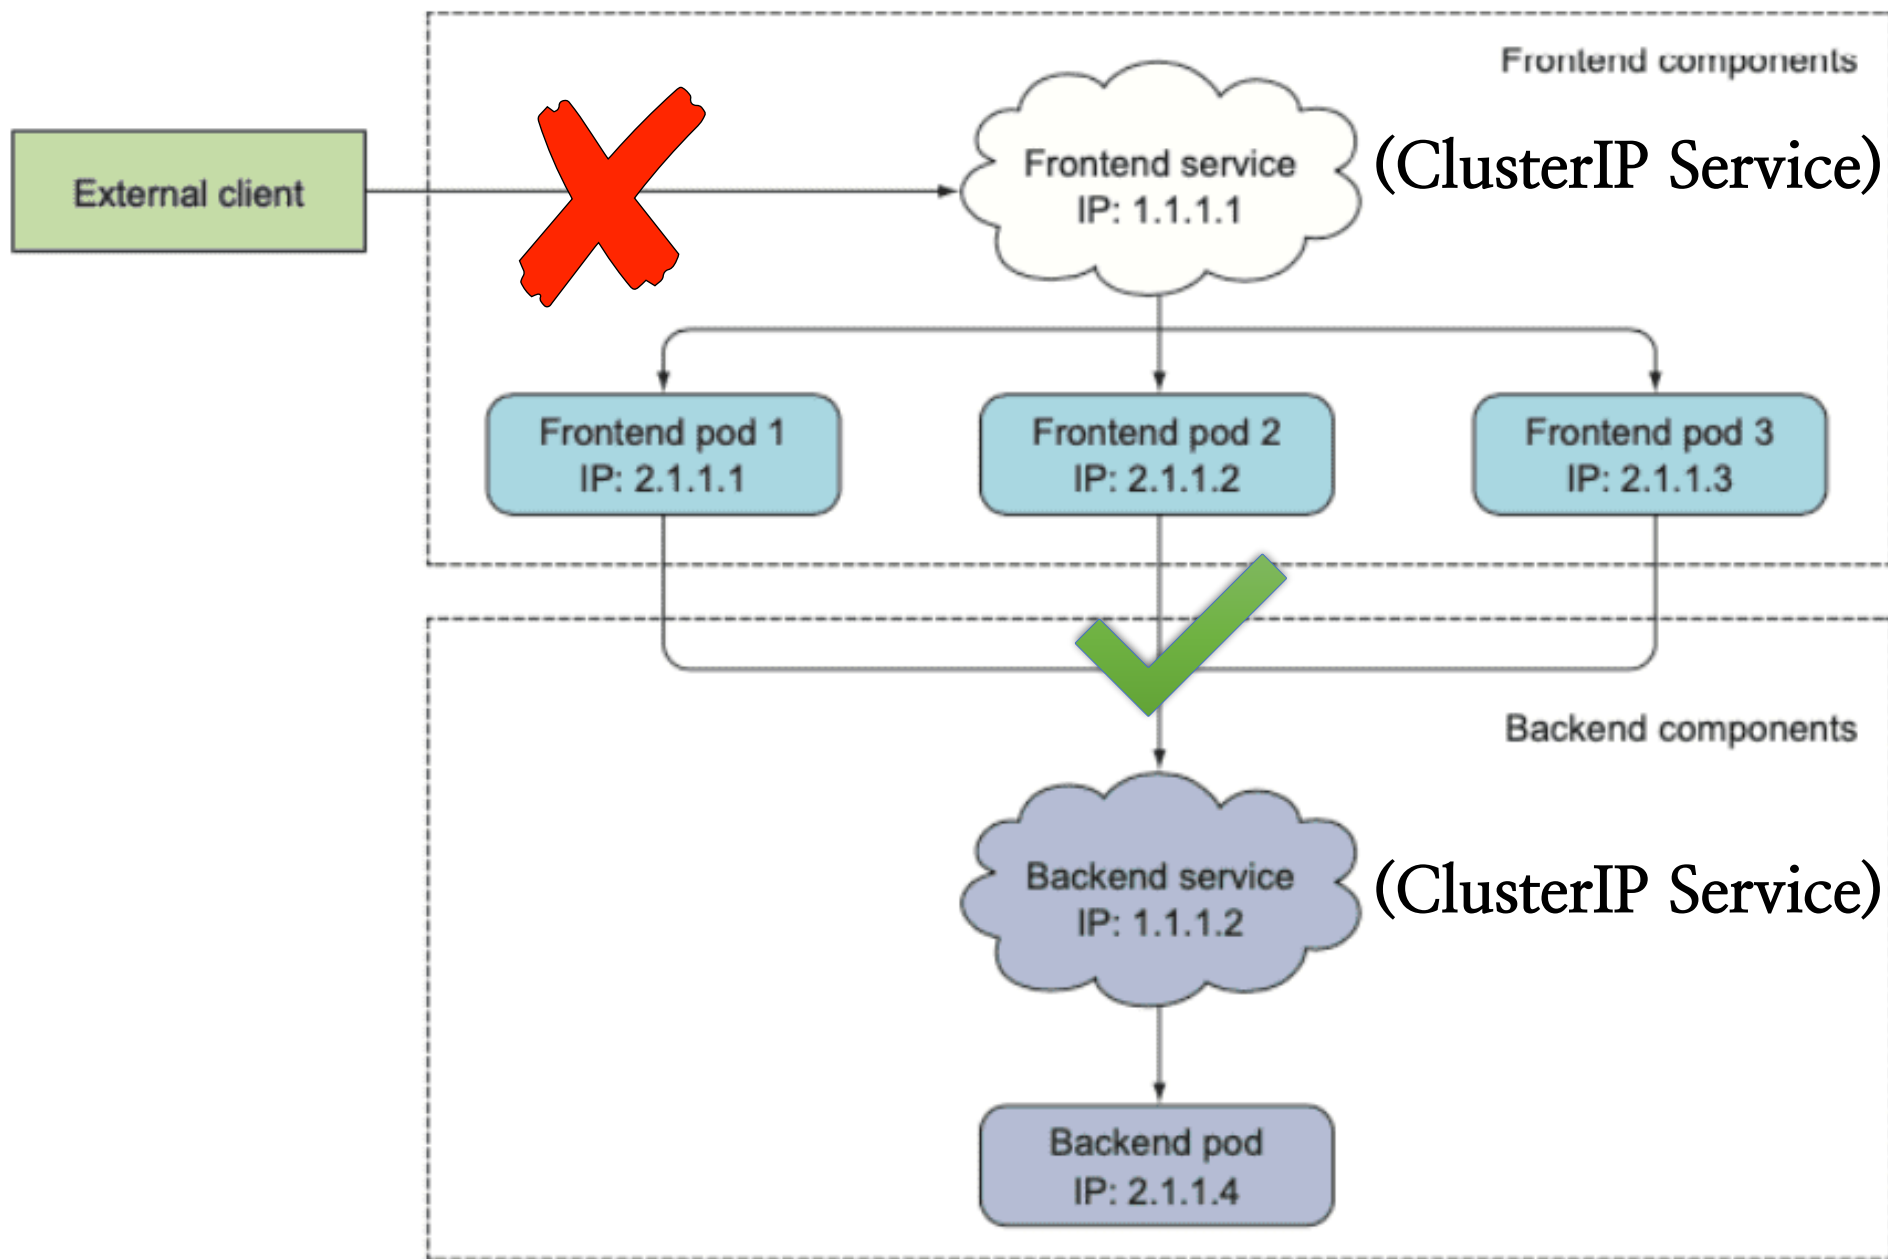 Frontend components
External client
Frontend service
IP: 1.1.1.1
(ClusterIP Service)
Frontend pod 1
IP: 2.1.1.1
Frontend pod 2
IP: 2.1.1.2
Frontend pod 3
IP: 2.1.1.3
Backend components
Backend service
IP: 1.1.1.2
(ClusterIP Service)
Backend pod
IP: 2.1.1.4